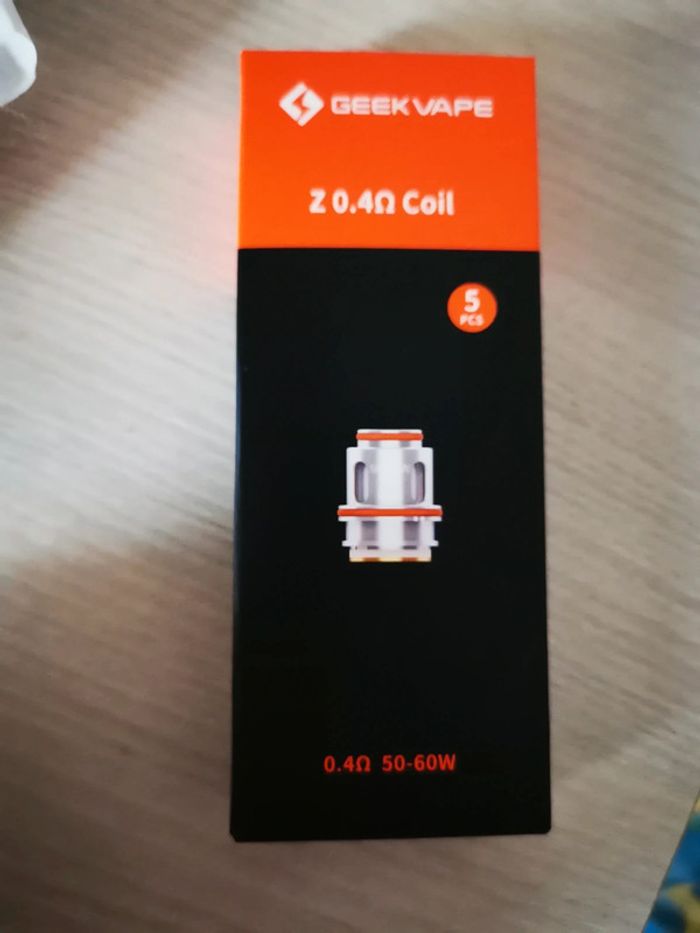 GEEKVAPE
Z 0.4Ω Coil
5
PCS
0.4Ω 50-60W